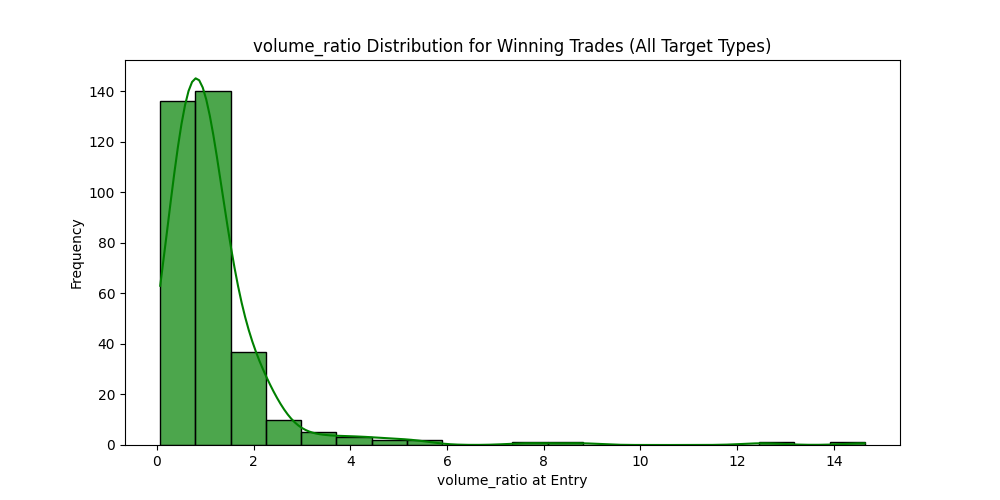 volume_ratio Distribution for Winning Trades (All Target Types)
140
120
100
80
60
40
20
0
Frequency
0 2 4 6 8 10 12 14
volume_ratio at Entry